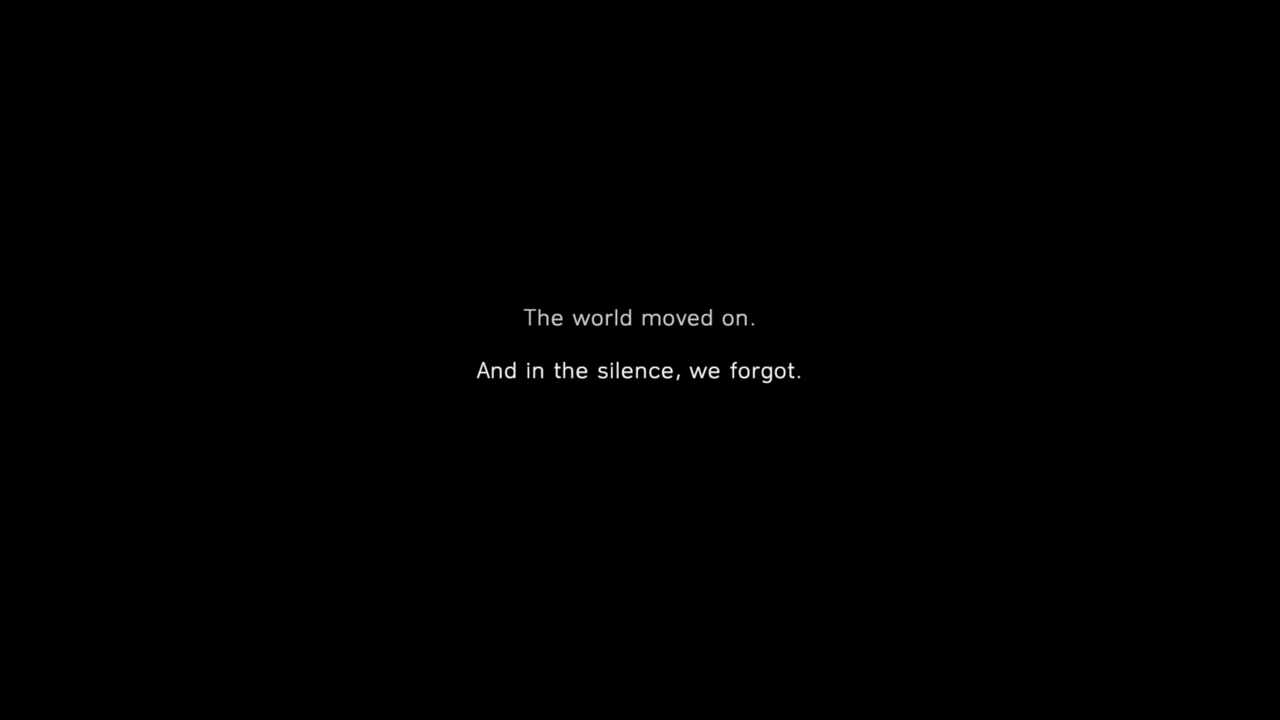 The world moved on.
And in the silence, we forgot.